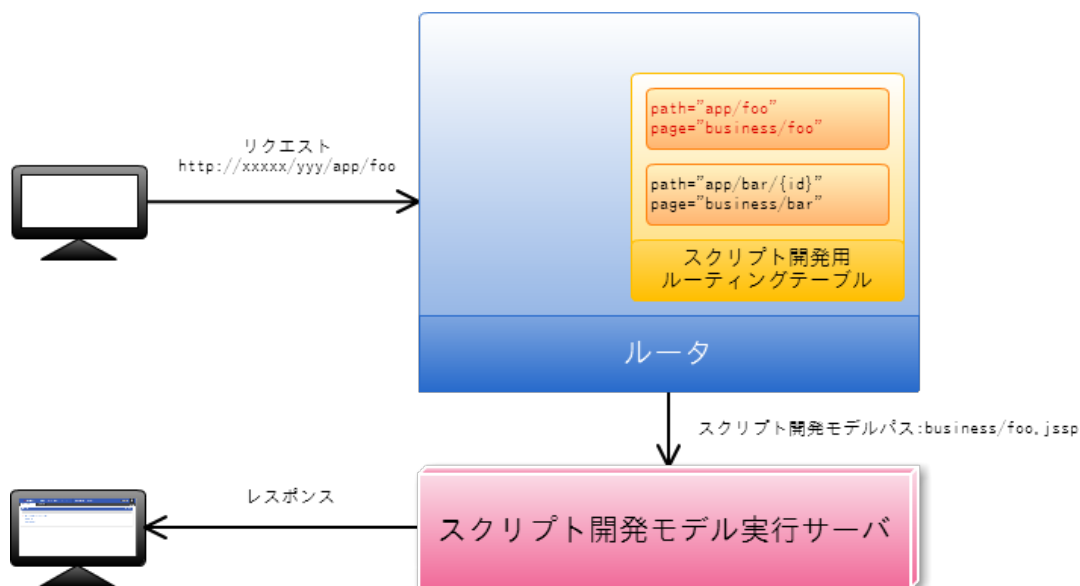 リクエスト
http://xxxxx/yyy/app/foo
path="app/foo"
page="business/foo"
path="app/bar/{id}"
page="business/bar"
スクリプト開発用
ルーティングテーブル
ルータ
スクリプト開発モデルパス:business/foo.jssp
レスポンス
スクリプト開発モデル実行サーバ